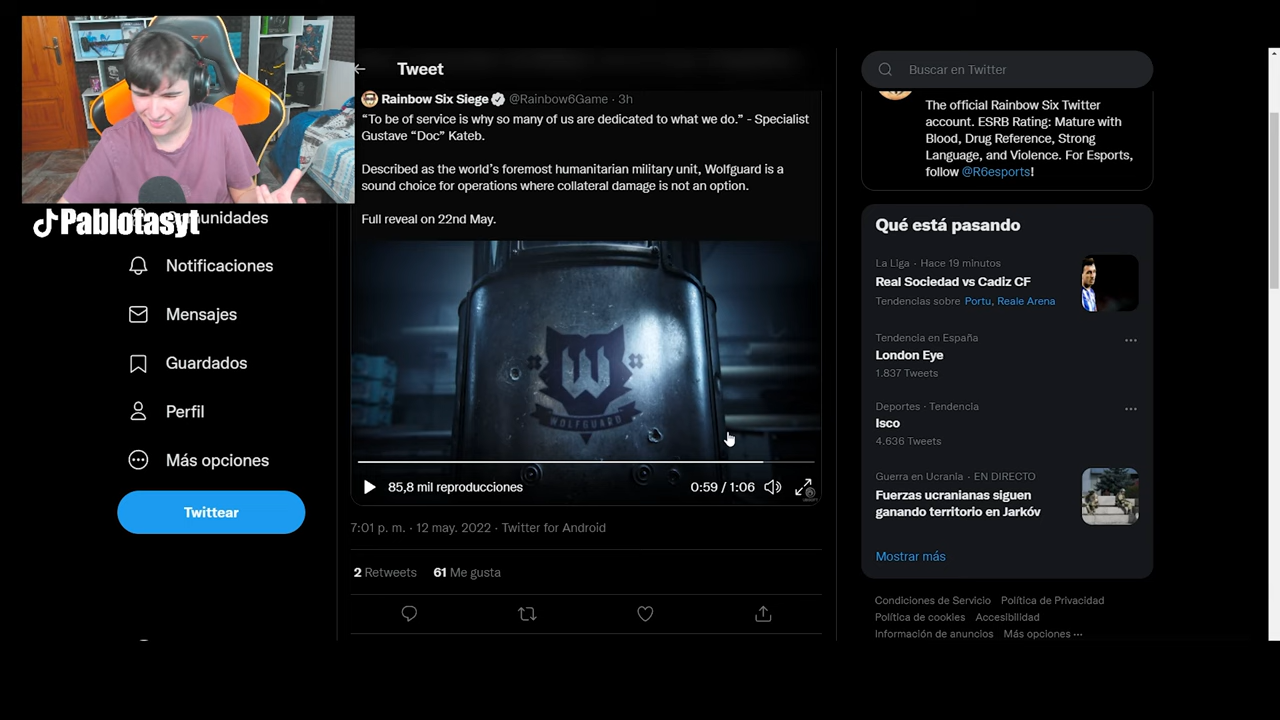 Tweet
Rainbow Six Siege @Rainbow6Game · 3h
“To be of service is why so many of us are dedicated to what we do.” - Specialist
Gustave “Doc” Kateb.
Described as the world’s foremost humanitarian military unit, Wolfguard is a
sound choice for operations where collateral damage is not an option.
Full reveal on 22nd May.
W
WOLFGUARD
85,8 mil reproducciones
0:59 / 1:06
7:01 p. m. · 12 may. 2022 · Twitter for Android
2 Retweets 61 Me gusta
Pablotasyt
Notificaciones
Mensajes
Guardados
Perfil
Más opciones
Twittear
Buscar en Twitter
The official Rainbow Six Twitter
account. ESRB Rating: Mature with
Blood, Drug Reference, Strong
Language, and Violence. For Esports,
follow @R6esports!
Qué está pasando
La Liga · Hace 19 minutos
Real Sociedad vs Cadiz CF
Tendencias sobre Portu, Reale Arena
Tendencia en España
London Eye
1.837 Tweets
Deportes · Tendencia
Isco
4.636 Tweets
Guerra en Ucrania · EN DIRECTO
Fuerzas ucranianas siguen
ganando territorio en Jarkóv
Mostrar más
Condiciones de Servicio Política de Privacidad
Política de cookies Accesibilidad
Información de anuncios Más opciones ···